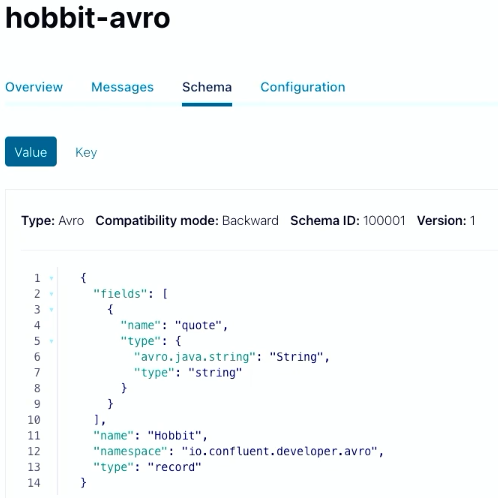 hobbit-avro
Overview Messages Schema Configuration
Value Key
Type: Avro Compatibility mode: Backward Schema ID: 100001 Version: 1
1 {
2 "fields": [
3 {
4 "name": "quote",
5 "type": {
6 "avro.java.string": "String",
7 "type": "string"
8 }
9 }
10 ],
11 "name": "Hobbit",
12 "namespace": "io.confluent.developer.avro",
13 "type": "record"
14 }